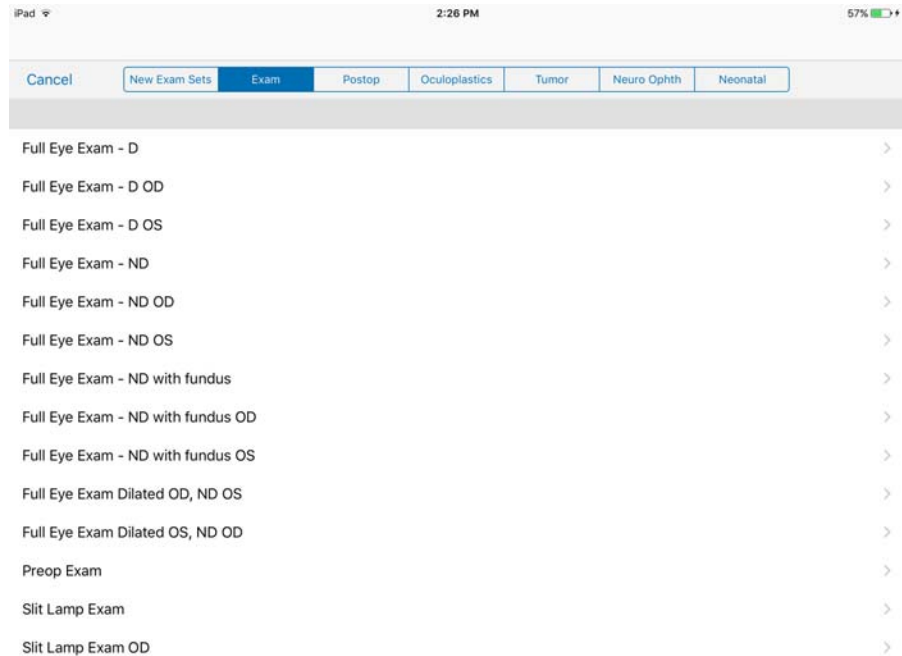 iPad 2:26 PM 57%
Cancel New Exam Sets Exam Postop Oculoplastics Tumor Neuro Ophth Neonatal
Full Eye Exam - D
Full Eye Exam - D OD
Full Eye Exam - D OS
Full Eye Exam - ND
Full Eye Exam - ND OD
Full Eye Exam - ND OS
Full Eye Exam - ND with fundus
Full Eye Exam - ND with fundus OD
Full Eye Exam - ND with fundus OS
Full Eye Exam Dilated OD, ND OS
Full Eye Exam Dilated OS, ND OD
Preop Exam
Slit Lamp Exam
Slit Lamp Exam OD